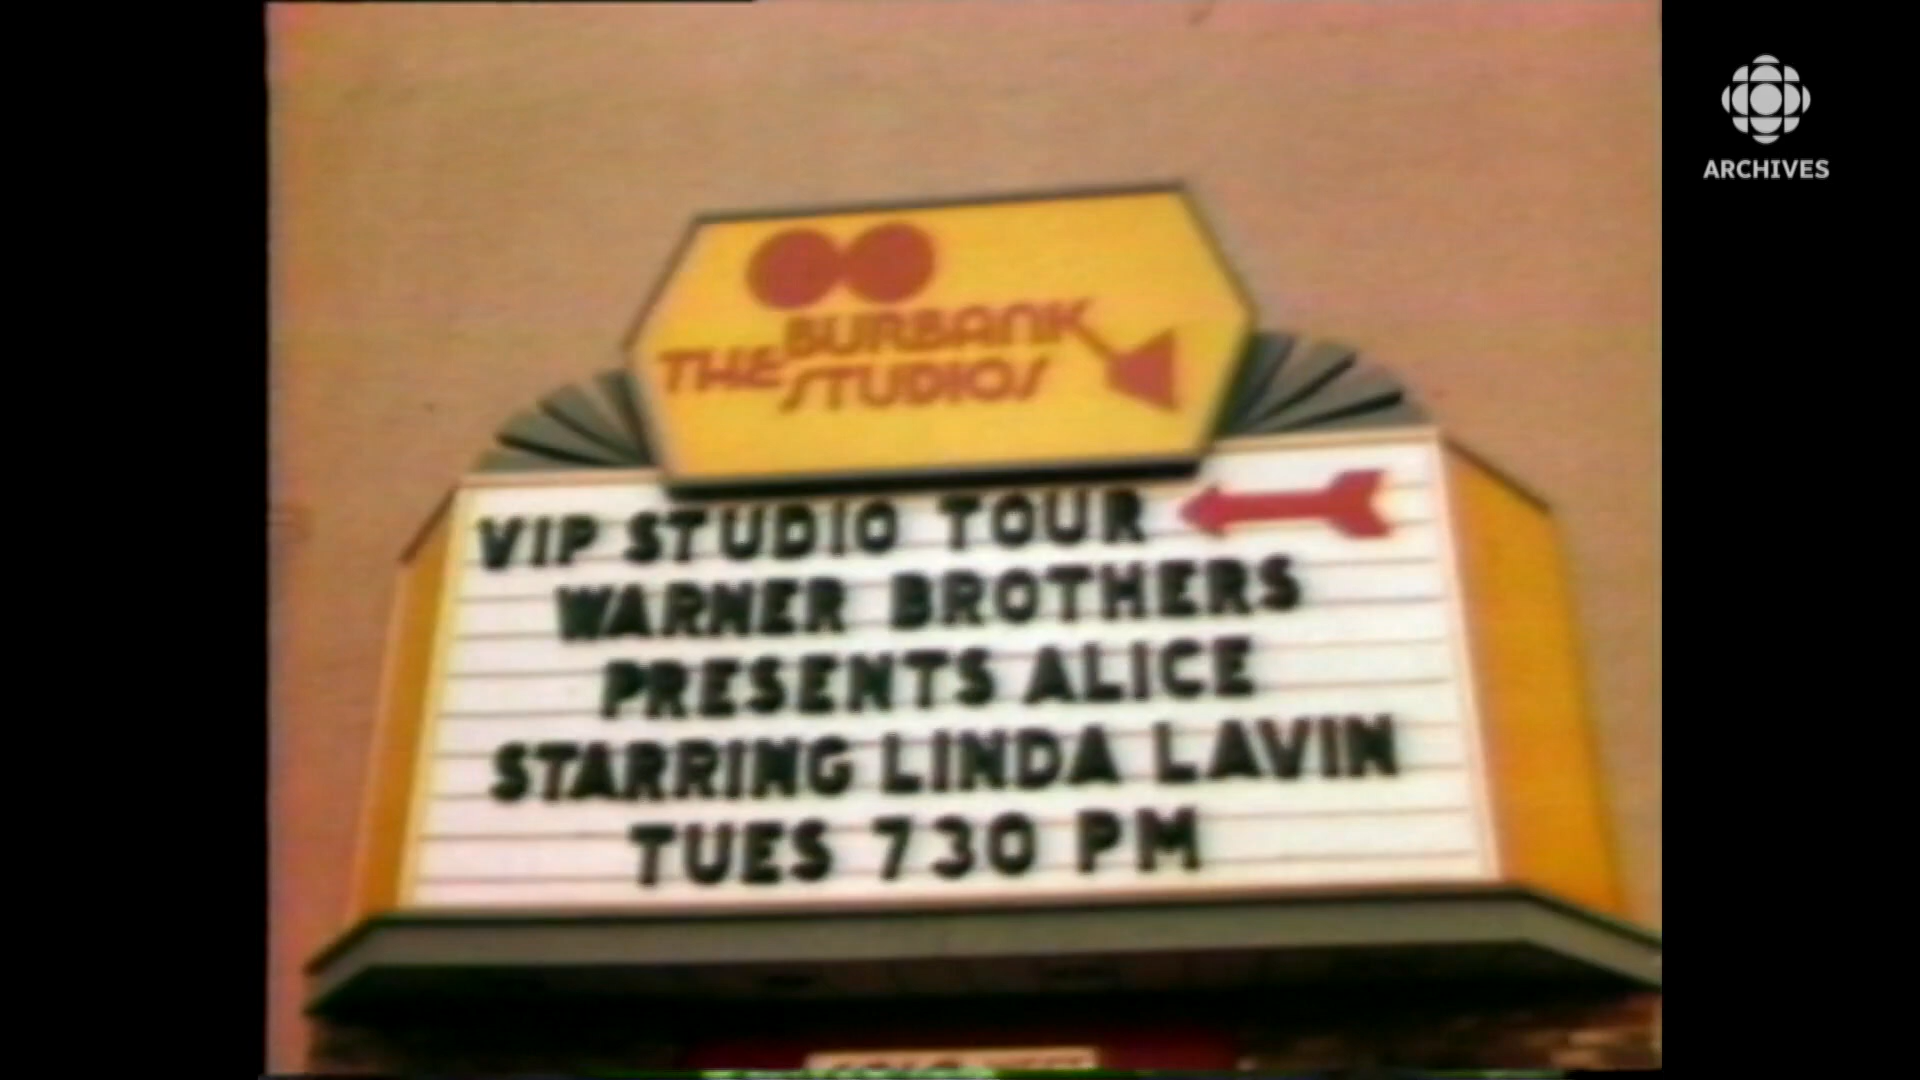 ARCHIVES
THE BURBANK
STUDIOS
VIP STUDIO TOUR
WARNER BROTHERS
PRESENTS ALICE
STARRING LINDA LAVIN
TUES 730 PM